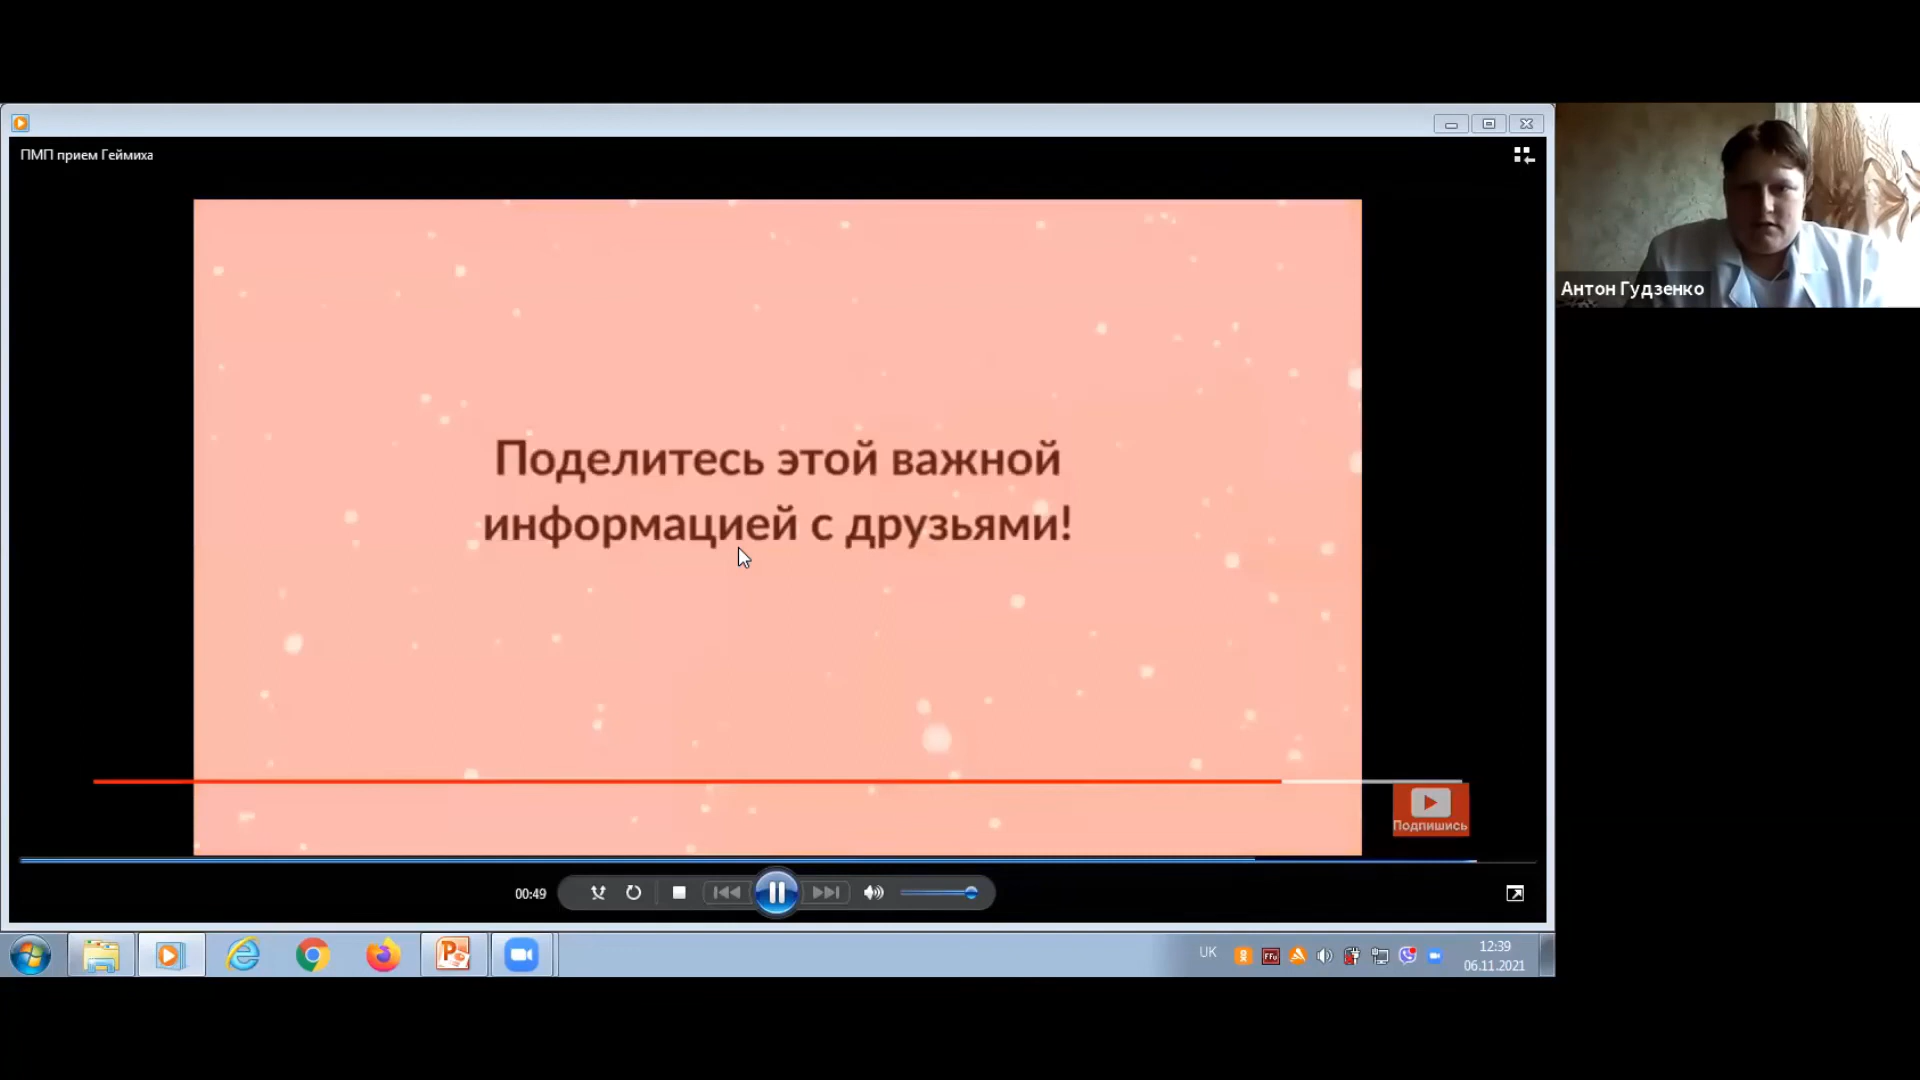 ПМП прием Геймиха
Антон Гудзенко
Поделитесь этой важной
информацией с друзьями!
Подпишись
00:49
UK
FFu
12:39
06.11.2021